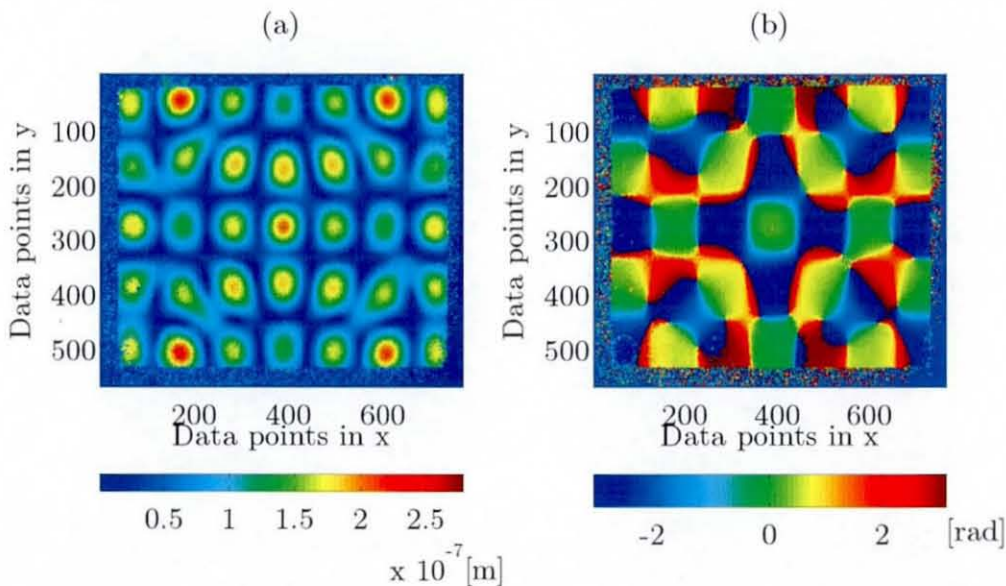 (a)
Data points in y
100
200
300
400
500
200 400 600
Data points in x
0.5 1 1.5 2 2.5
x 10⁻⁷[m]
(b)
Data points in y
100
200
300
400
500
200 400 600
Data points in x
-2 0 2 [rad]